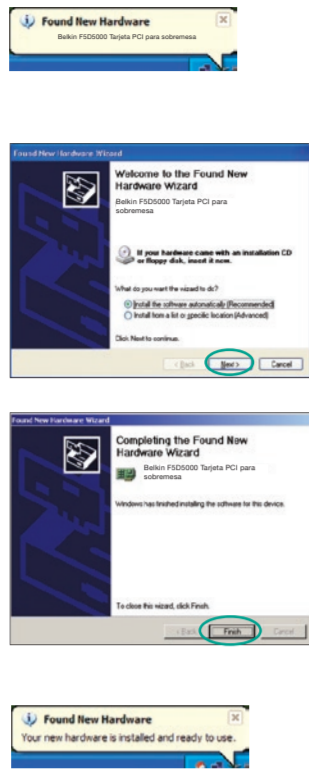 Found New Hardware
Belkin F5D5000 Tarjeta PCI para sobremesa
Found New Hardware Wizard
Welcome to the Found New
Hardware Wizard
Belkin F5D5000 Tarjeta PCI para
sobremesa
If your hardware came with an installation CD
or floppy disk, insert it now.
What do you want the wizard to do?
Install the software automatically (Recommended)
Install from a list or specific location (Advanced)
Click Next to continue.
< Back
Next >
Cancel
Found New Hardware Wizard
Completing the Found New
Hardware Wizard
Belkin F5D5000 Tarjeta PCI para
sobremesa
Windows has finished installing the software for this device.
To close this wizard, click Finish.
< Back
Finish
Cancel
Found New Hardware
Your new hardware is installed and ready to use.